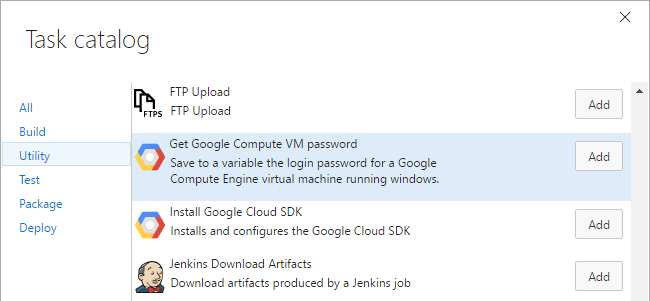 Task catalog
All
Build
Utility
Test
Package
Deploy
FTPS
FTP Upload
FTP Upload
Add
Get Google Compute VM password
Save to a variable the login password for a Google
Compute Engine virtual machine running windows.
Add
Install Google Cloud SDK
Installs and configures the Google Cloud SDK
Add
Jenkins Download Artifacts
Download artifacts produced by a Jenkins job
Add